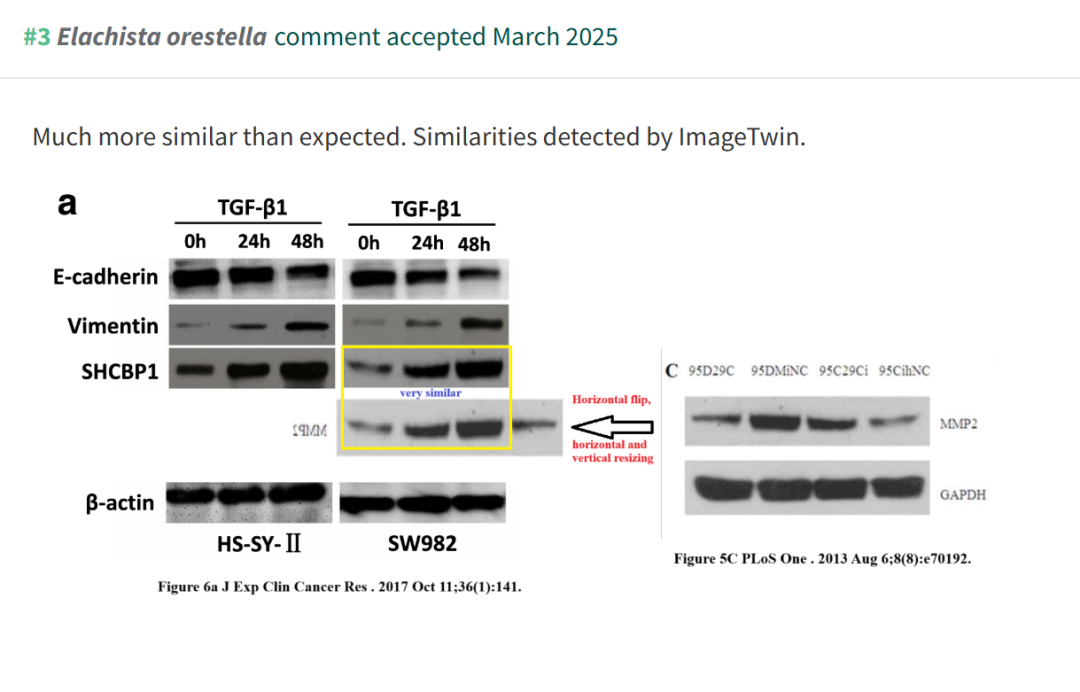 #3 Elachista orestella comment accepted March 2025
Much more similar than expected. Similarities detected by ImageTwin.
a
TGF-β1 TGF-β1
0h 24h 48h 0h 24h 48h
E-cadherin
Vimentin
SHCBP1
very similar
MMP2
Horizontal flip,
horizontal and
vertical resizing
C 95D29C 95DMiNC 95C29Ci 95CihNC
MMP2
GAPDH
β-actin
HS-SY-II SW982
Figure 6a J Exp Clin Cancer Res . 2017 Oct 11;36(1):141.
Figure 5C PLoS One . 2013 Aug 6;8(8):e70192.